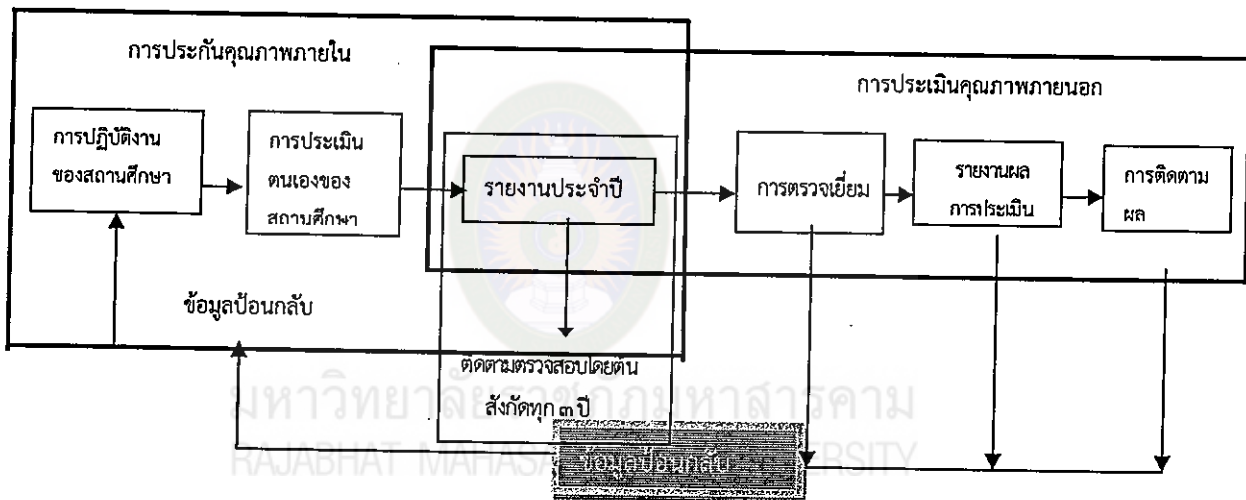 การประกันคุณภาพภายใน
การประเมินคุณภาพภายนอก
การปฏิบัติงาน
ของสถานศึกษา
การประเมิน
ตนเองของ
สถานศึกษา
รายงานประจำปี
การตรวจเยี่ยม
รายงานผล
การประเมิน
การติดตาม
ผล
ข้อมูลป้อนกลับ
ติดตามตรวจสอบโดยต้น
สังกัดทุก ๓ ปี
ข้อมูลป้อนกลับ
มหาวิทยาลัยราชภัฏมหาสารคาม
RAJABHAT MAHASA
ERSITY